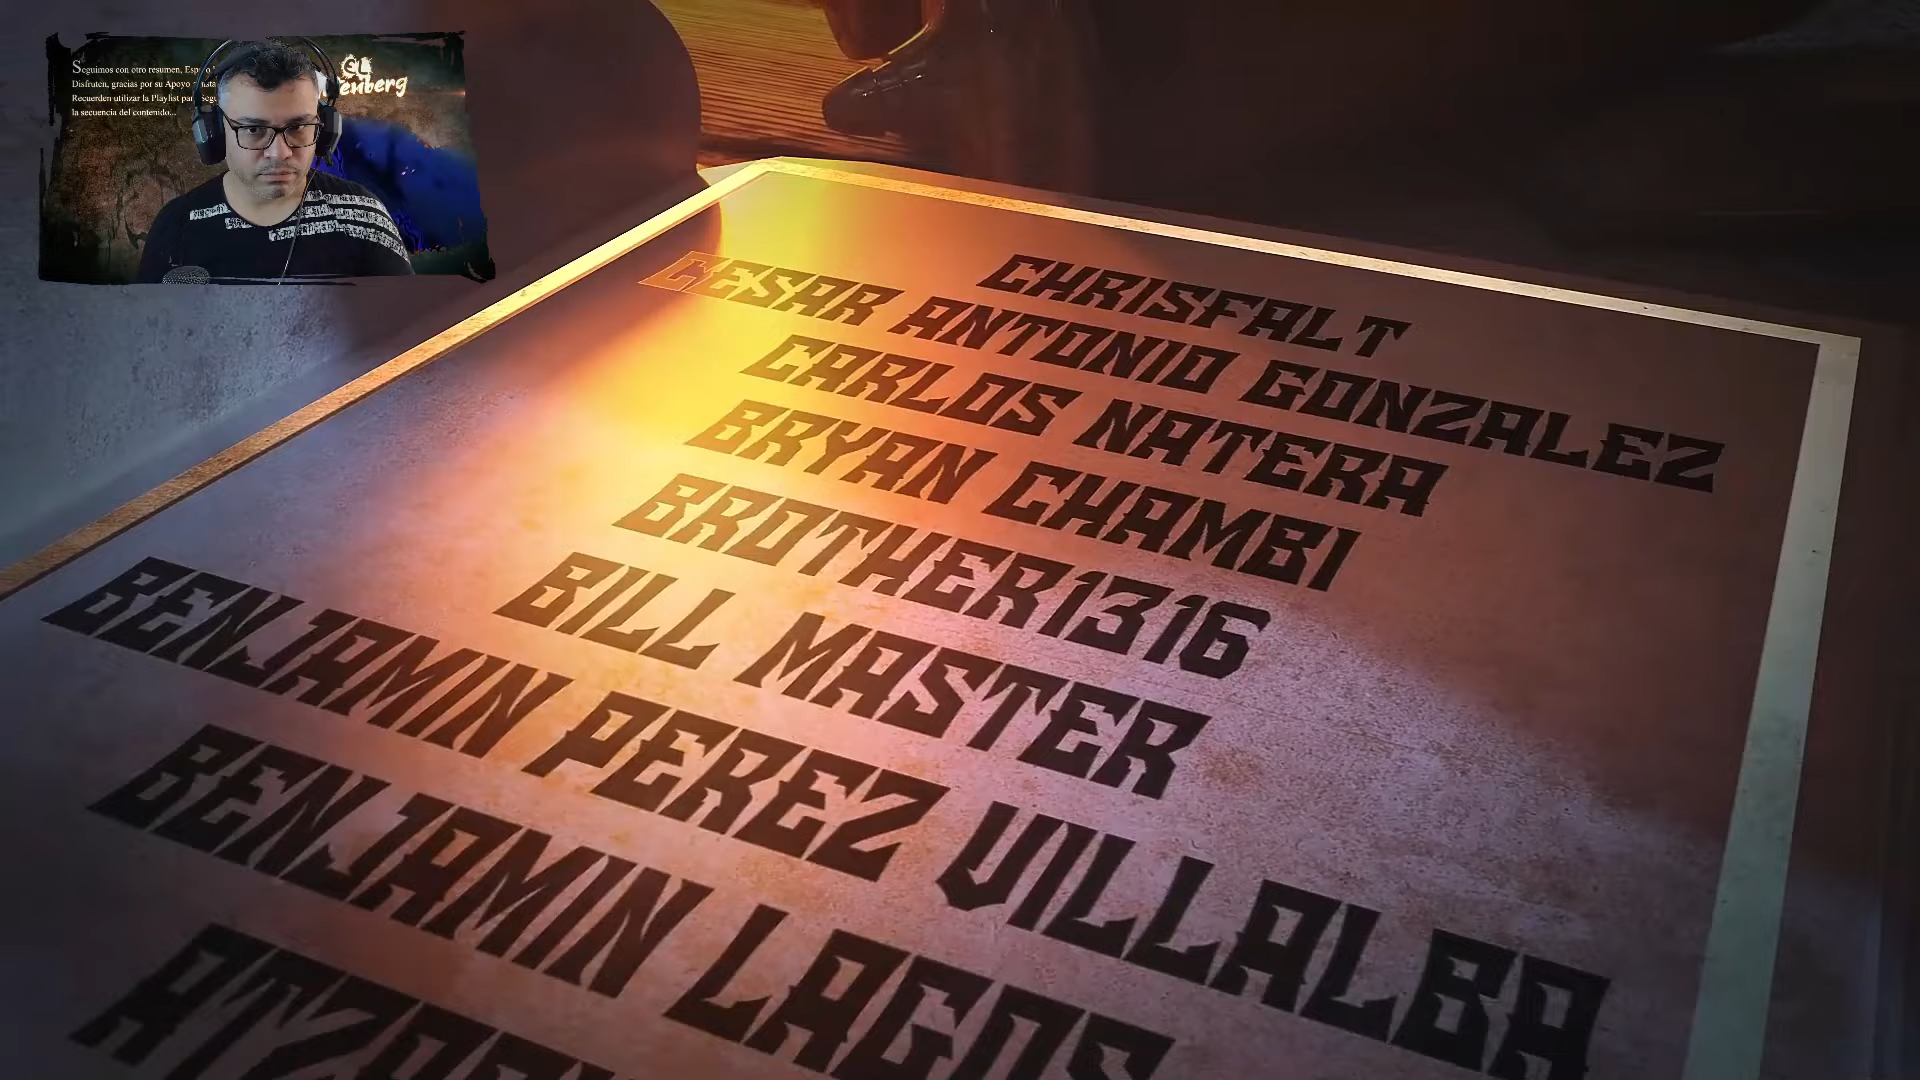 Seguimos con otro resumen,
Disfruten, gracias por su Apoyo
Recuerden utilizar la Playlist
la secuencia del contenido...
CHRISFALT
CESAR ANTONIO GONZALEZ
CARLOS NATERA
BRYAN CHAMBI
BROTHER1316
BILL MASTER
BENJAMIN PEREZ VILLALBA
BENJAMIN LAGOS